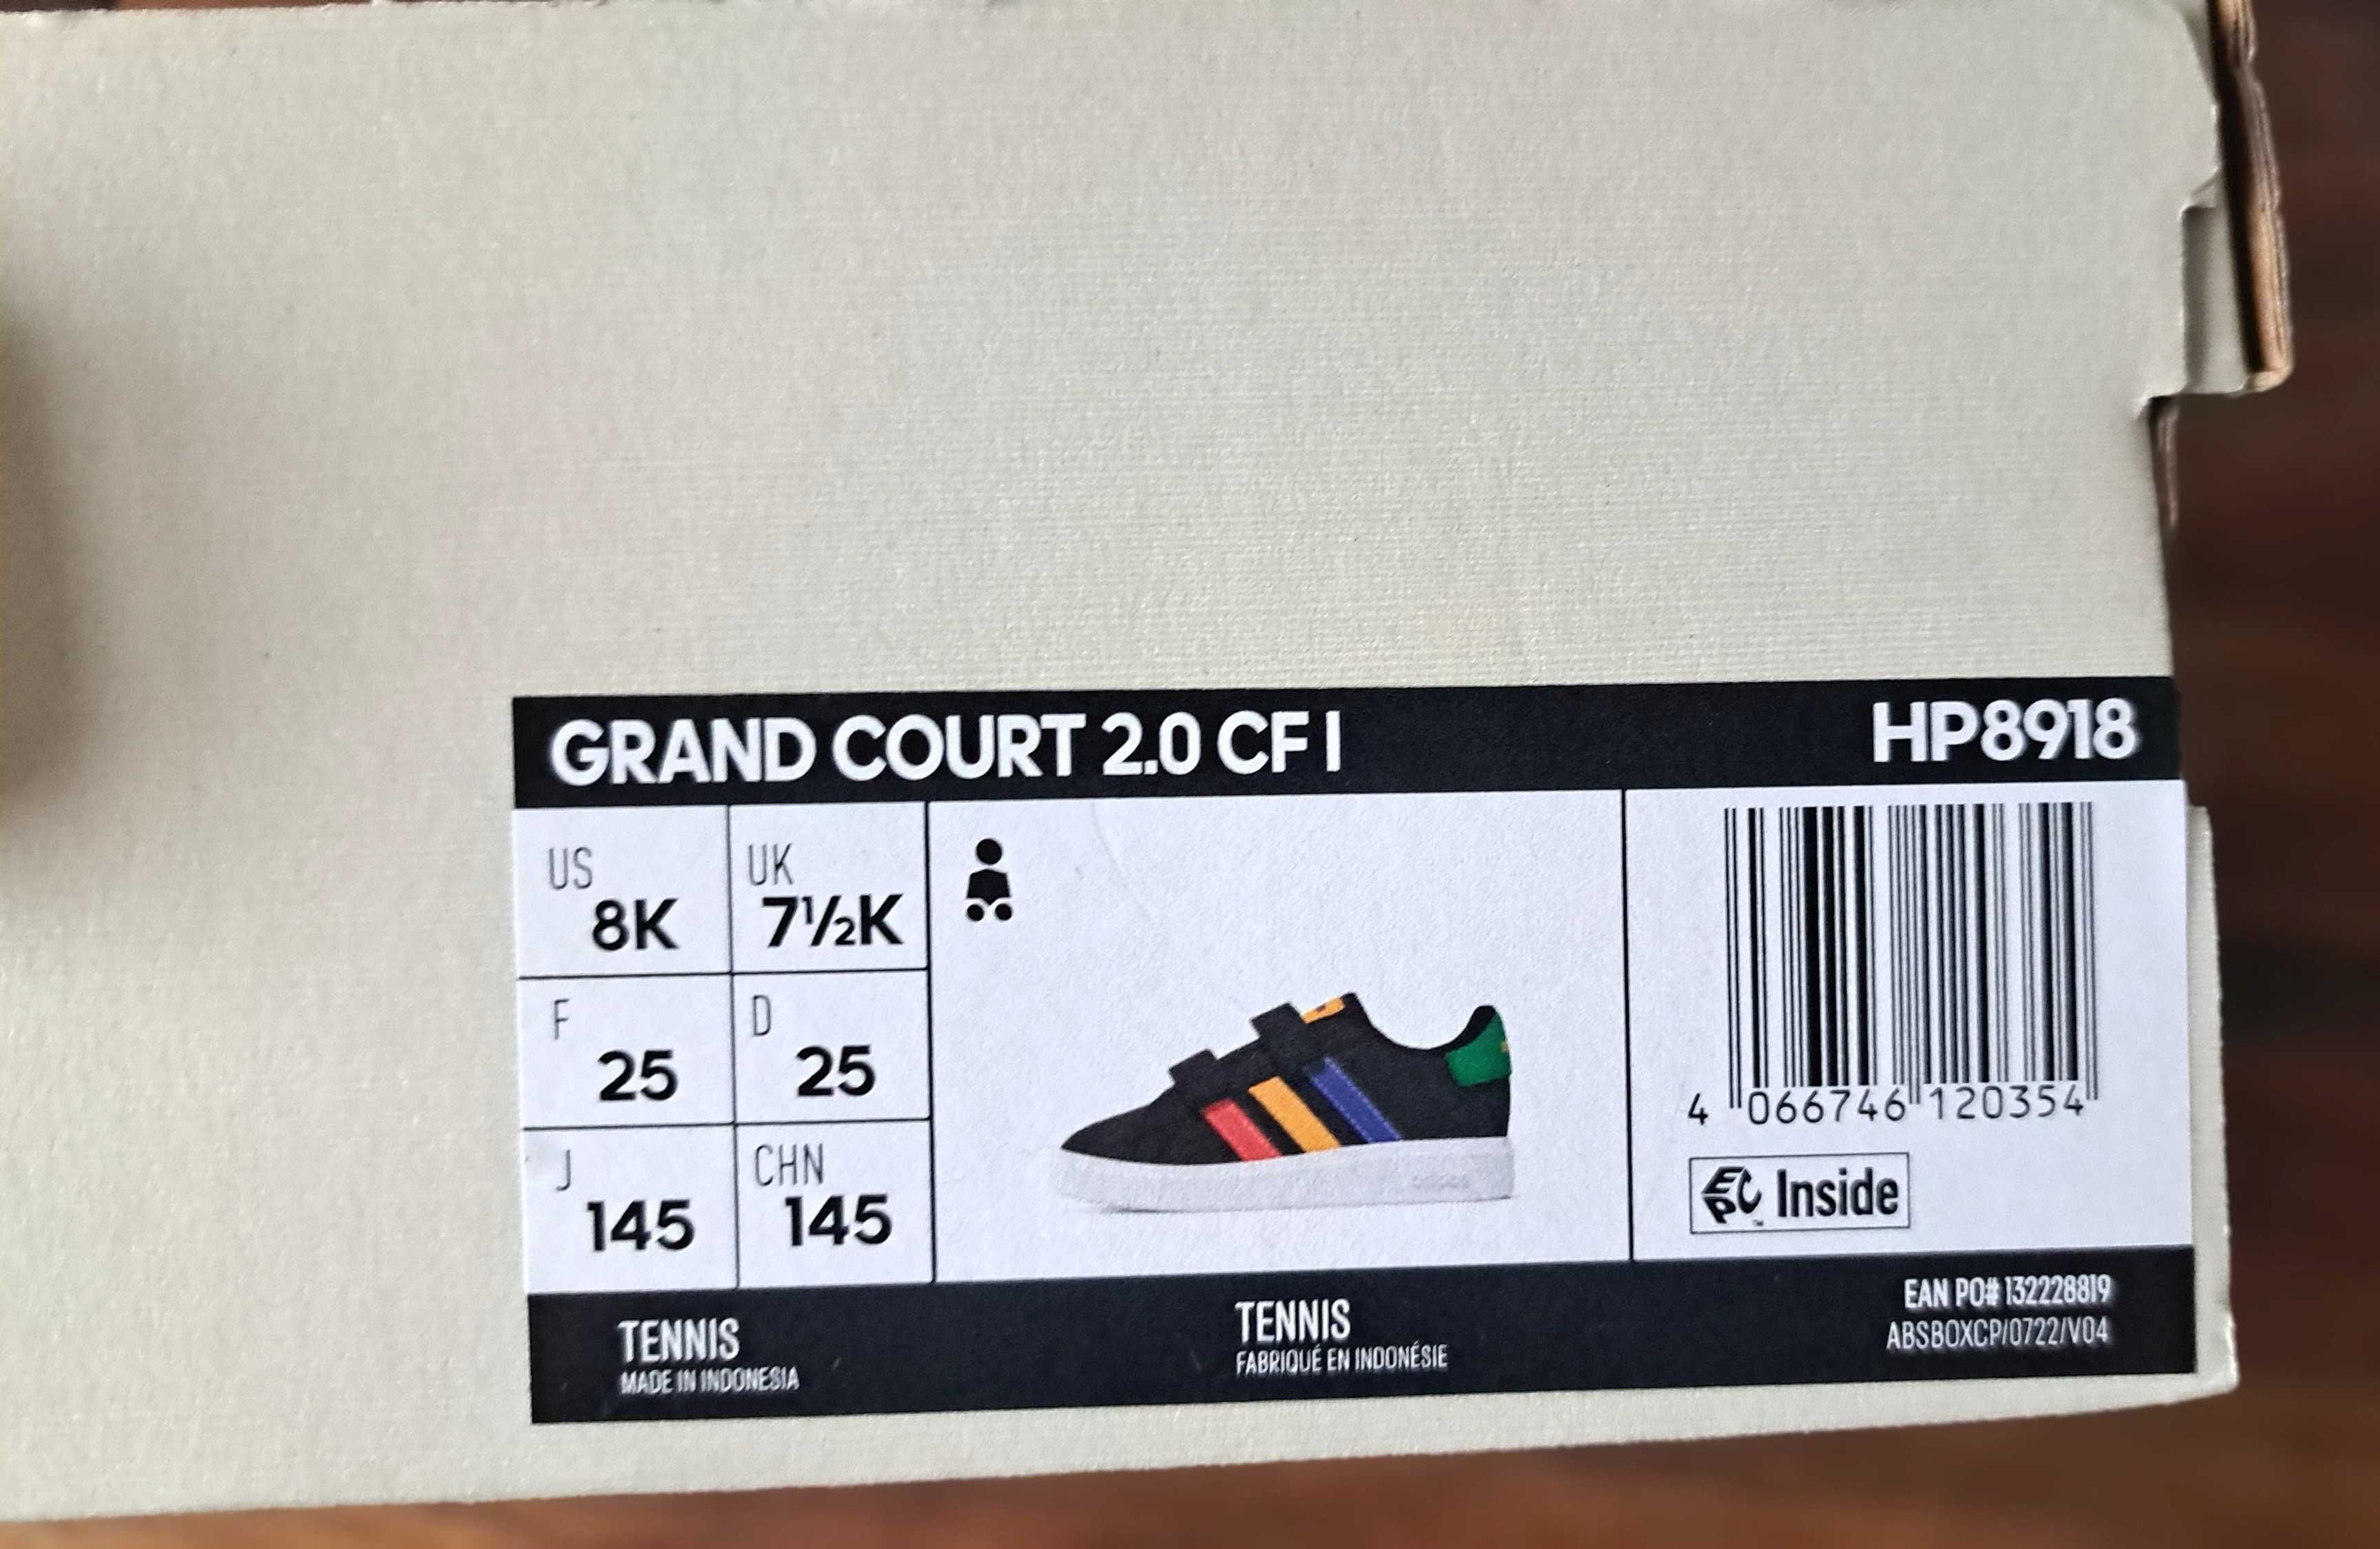 GRAND COURT 2.0 CF I
HP8918
US
8K
UK
7½K
F
25
D
25
J
145
CHN
145
4 066746 120354
EPC™ Inside
TENNIS
MADE IN INDONESIA
TENNIS
FABRIQUÉ EN INDONÉSIE
EAN PO# 132228819
ABSBOXCP/0722/V04